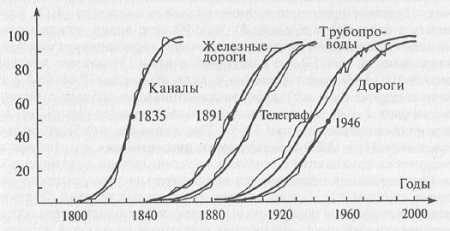 100
80
60
40
20
Каналы
1835
Железные
дороги
1891
Телеграф
Трубопро-
воды
Дороги
1946
Годы
1800
1840
1880
1920
1960
2000